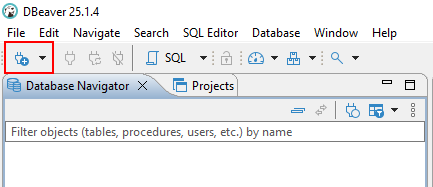 DBeaver 25.1.4
File Edit Navigate Search SQL Editor Database Window Help
SQL
Database Navigator Projects
Filter objects (tables, procedures, users, etc.) by name